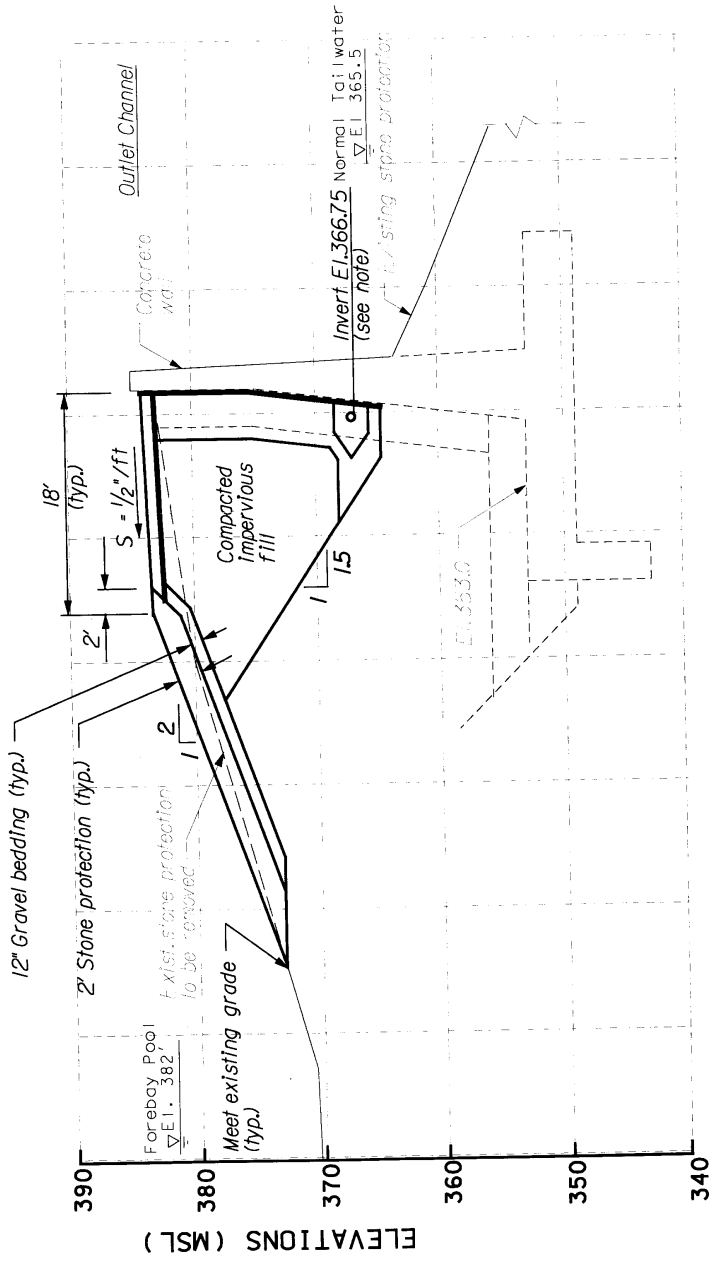 12" Gravel bedding (typ.)
2' Stone protection (typ.)
Exist. stone protection
to be removed
Forebay Pool
El. 382'
Meet existing grade
(typ.)
2'
18'
(typ.)
S = 1/2"/ft
1
2
Compacted
impervious
fill
1
1.5
Concrete
wall
Outlet Channel
Invert El.366.75
(see note)
Normal Tailwater
El 365.5
Existing stone protection
ELEVATIONS (MSL)
390
380
370
360
350
340